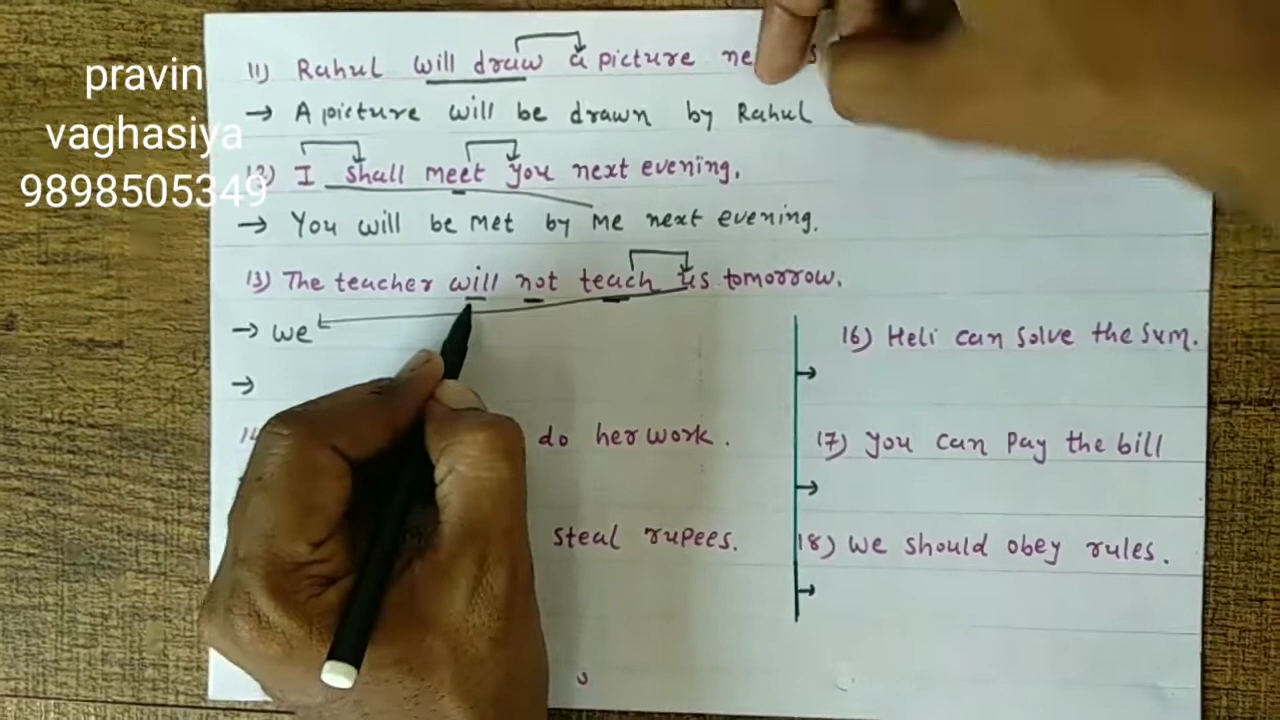 pravin
vaghasiya
9898505349
11) Rahul will draw a picture
→ A picture will be drawn by Rahul
12) I shall meet you next evening.
→ You will be met by me next evening.
13) The teacher will not teach us tomorrow.
→ we
→
do her work.
steal rupees.
16) Heli can solve the sum.
→
17) you can pay the bill
→
18) we should obey rules.
→